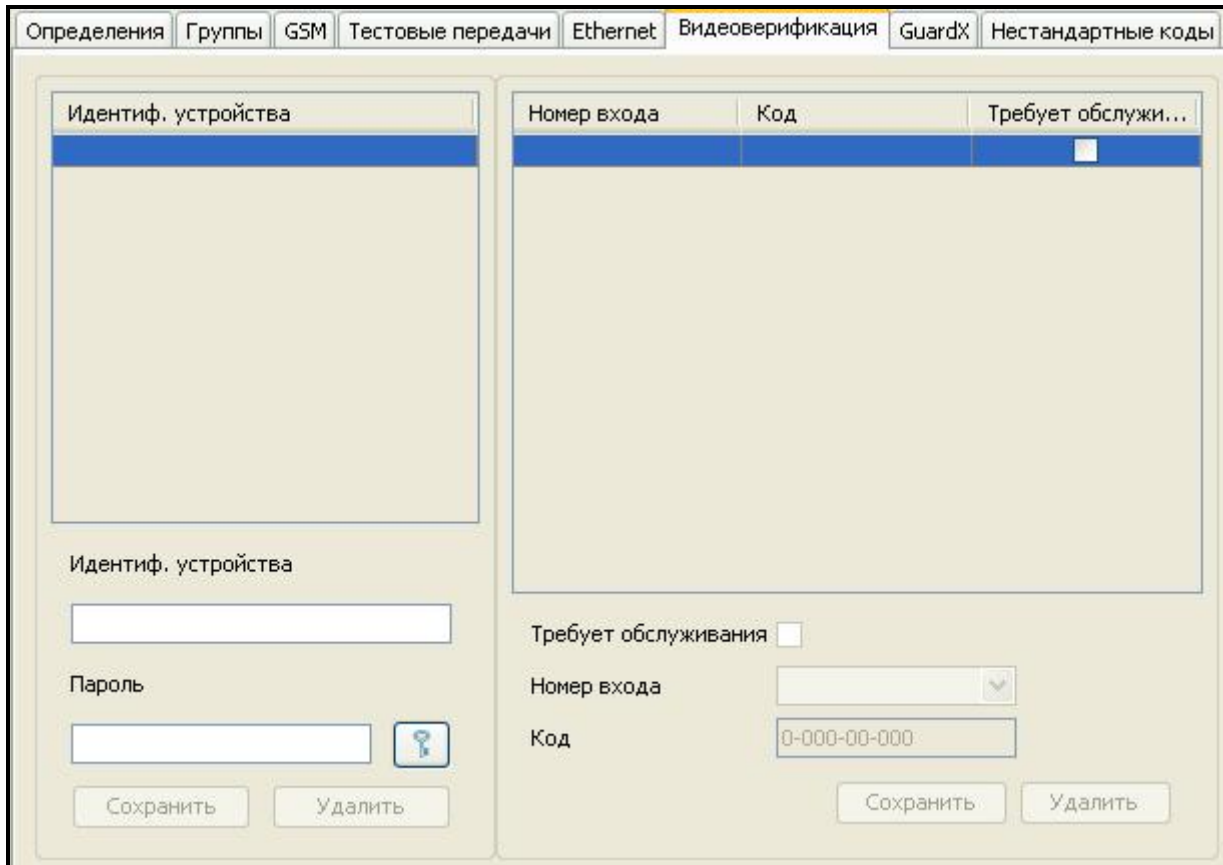 Определения Группы GSM Тестовые передачи Ethernet Видеоверификация GuardX Нестандартные коды
Идентиф. устройства
Номер входа Код Требует обслужи...
Идентиф. устройства
Пароль
Сохранить Удалить
Требует обслуживания
Номер входа
Код 0-000-00-000
Сохранить Удалить